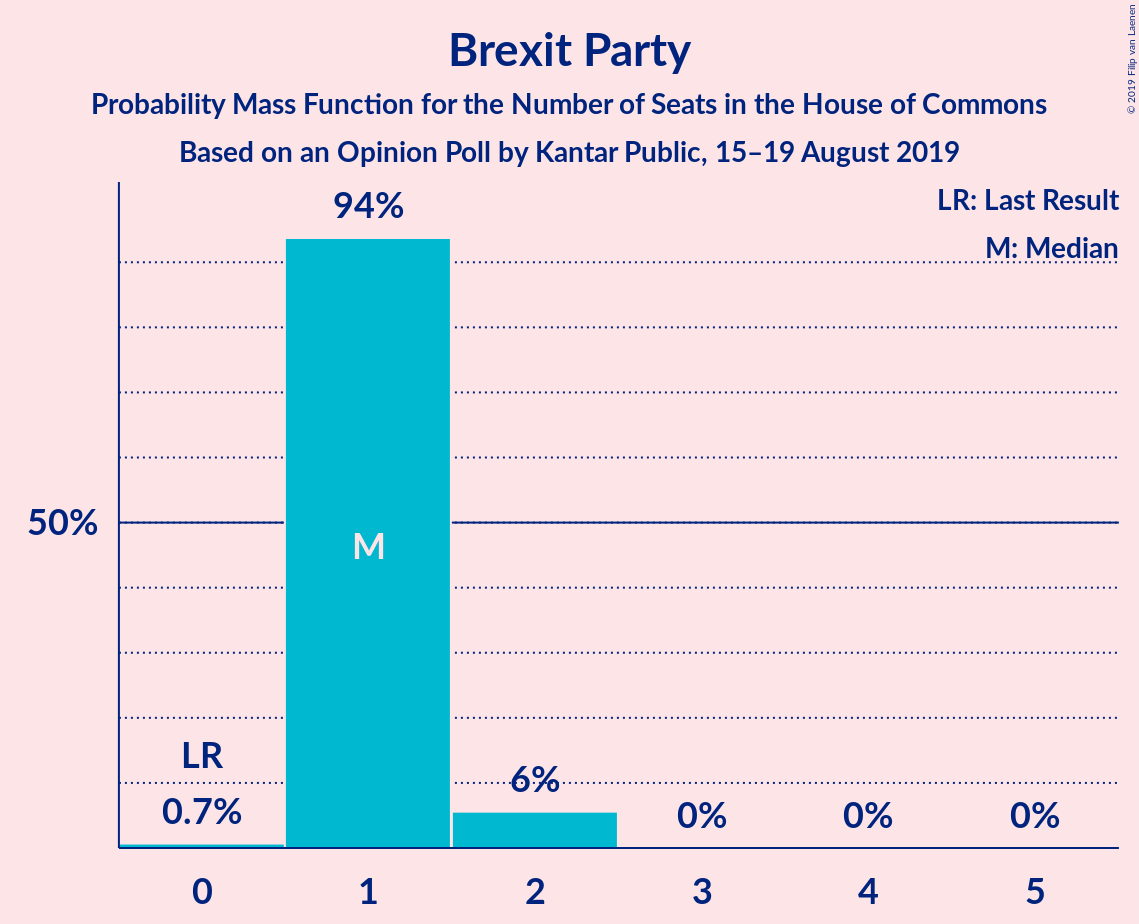 Brexit Party
Probability Mass Function for the Number of Seats in the House of Commons
Based on an Opinion Poll by Kantar Public, 15–19 August 2019
© 2019 Filip van Laenen
LR: Last Result
M: Median
94%
50%
M
LR
0.7%
6%
0%
0%
0%
0
1
2
3
4
5